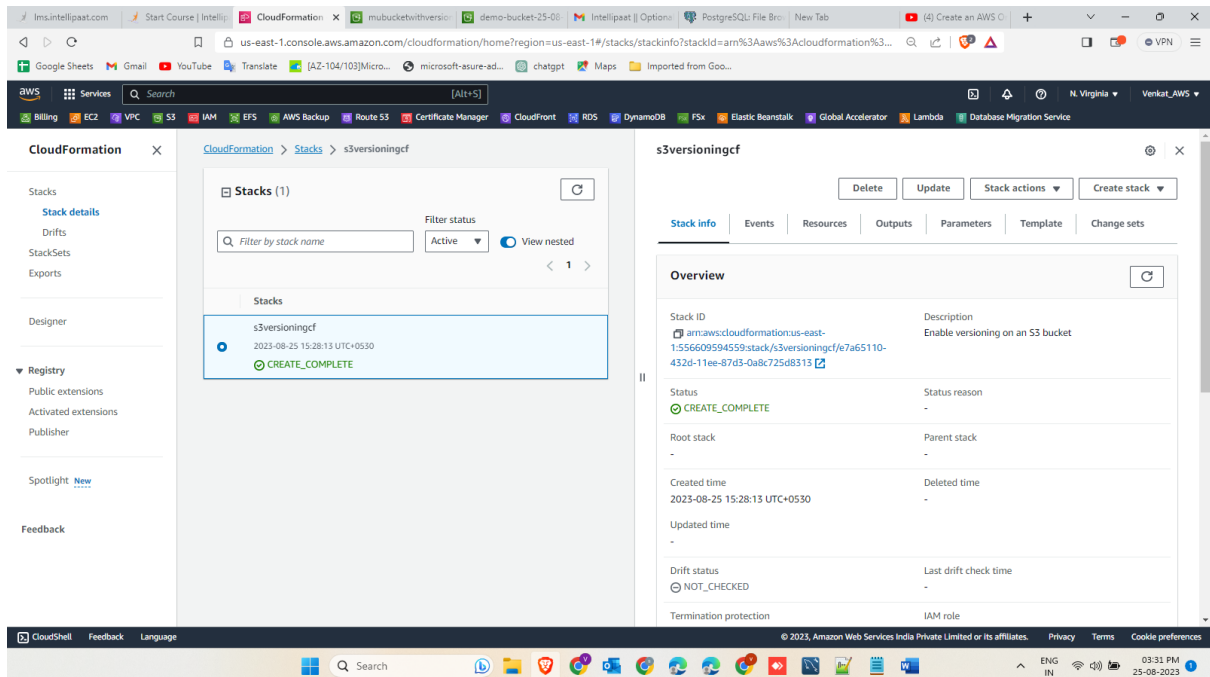 lms.intellipaat.com
Start Course | Intellip
CloudFormation
mubucketwithversion
demo-bucket-25-08
Intellipaat || Optiona
PostgreSQL: File Bro
New Tab
(4) Create an AWS C
us-east-1.console.aws.amazon.com/cloudformation/home?region=us-east-1#/stacks/stackinfo?stackId=arn%3Aaws%3Acloudformation%3...
VPN
Google Sheets
Gmail
YouTube
Translate
[AZ-104/103]Micro...
microsoft-asure-ad...
chatgpt
Maps
Imported from Goo...
aws
Services
Search
[Alt+S]
N. Virginia
Venkat_AWS
Billing
EC2
VPC
S3
IAM
EFS
AWS Backup
Route 53
Certificate Manager
CloudFront
RDS
DynamoDB
FSx
Elastic Beanstalk
Global Accelerator
Lambda
Database Migration Service
CloudFormation
Stacks
Stack details
Drifts
StackSets
Exports
Designer
Registry
Public extensions
Activated extensions
Publisher
Spotlight New
Feedback
CloudFormation > Stacks > s3versioningcf
Stacks (1)
Filter status
Filter by stack name
Active
View nested
1
Stacks
s3versioningcf
2023-08-25 15:28:13 UTC+0530
CREATE_COMPLETE
s3versioningcf
Delete
Update
Stack actions
Create stack
Stack info
Events
Resources
Outputs
Parameters
Template
Change sets
Overview
Stack ID
arn:aws:cloudformation:us-east-
1:556609594559:stack/s3versioningcf/e7a65110-
432d-11ee-87d3-0a8c725d8313
Description
Enable versioning on an S3 bucket
Status
CREATE_COMPLETE
Status reason
-
Root stack
-
Parent stack
-
Created time
2023-08-25 15:28:13 UTC+0530
Deleted time
-
Updated time
-
Drift status
NOT_CHECKED
Last drift check time
-
Termination protection
IAM role
CloudShell
Feedback
Language
© 2023, Amazon Web Services India Private Limited or its affiliates.
Privacy
Terms
Cookie preferences
Search
ENG
IN
03:31 PM
25-08-2023
1